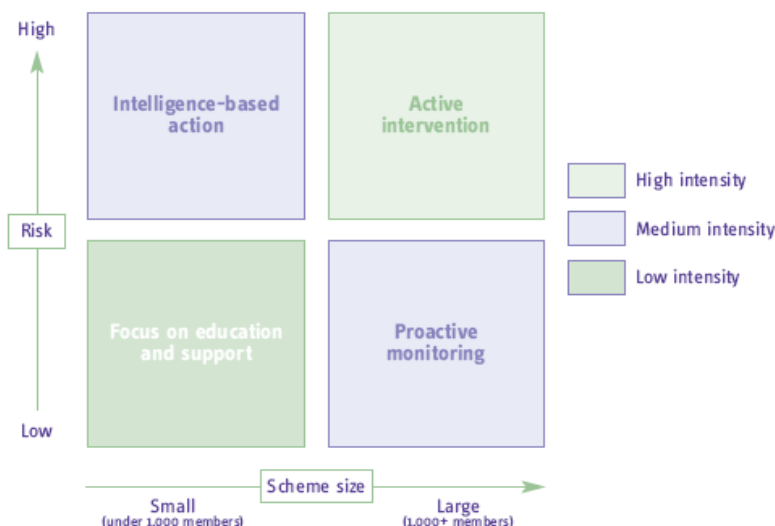 High
Intelligence-based
action
Active
intervention
High intensity
Medium intensity
Low intensity
Risk
Focus on education
and support
Proactive
monitoring
Low
Scheme size
Small
(under 1,000 members)
Large
(1,000+ members)